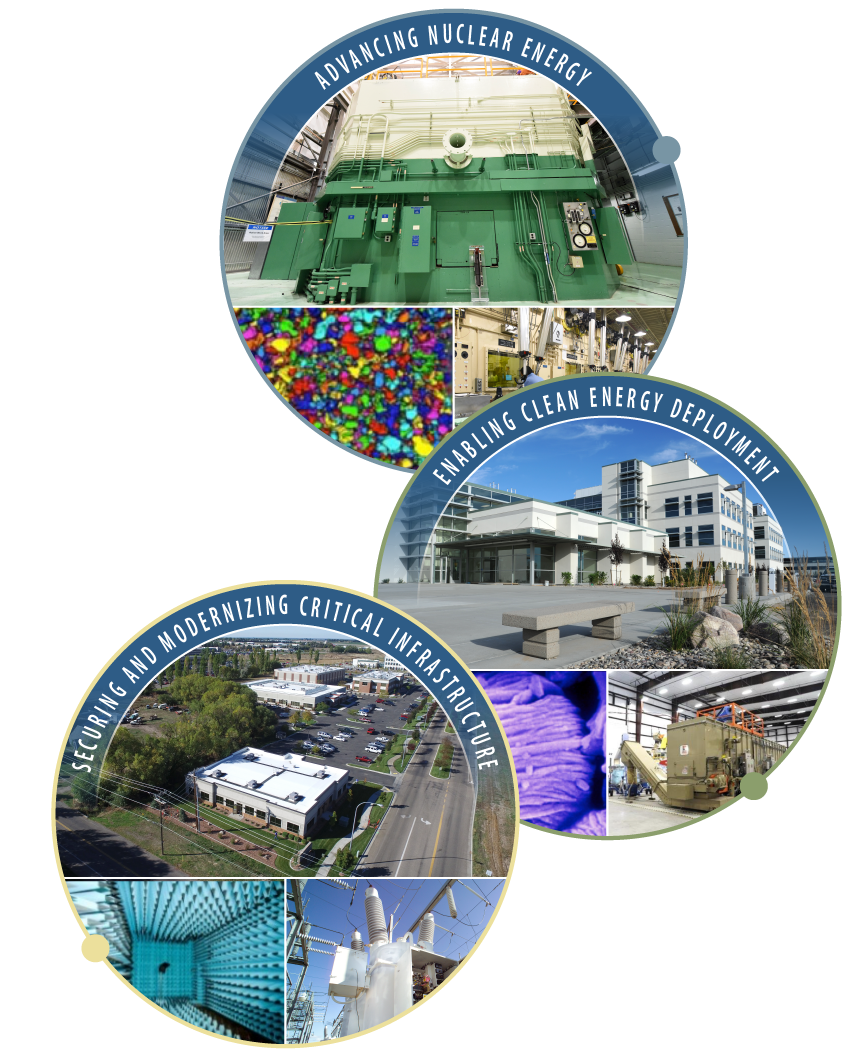 ADVANCING NUCLEAR ENERGY
ENABLING CLEAN ENERGY DEPLOYMENT
SECURING AND MODERNIZING CRITICAL INFRASTRUCTURE